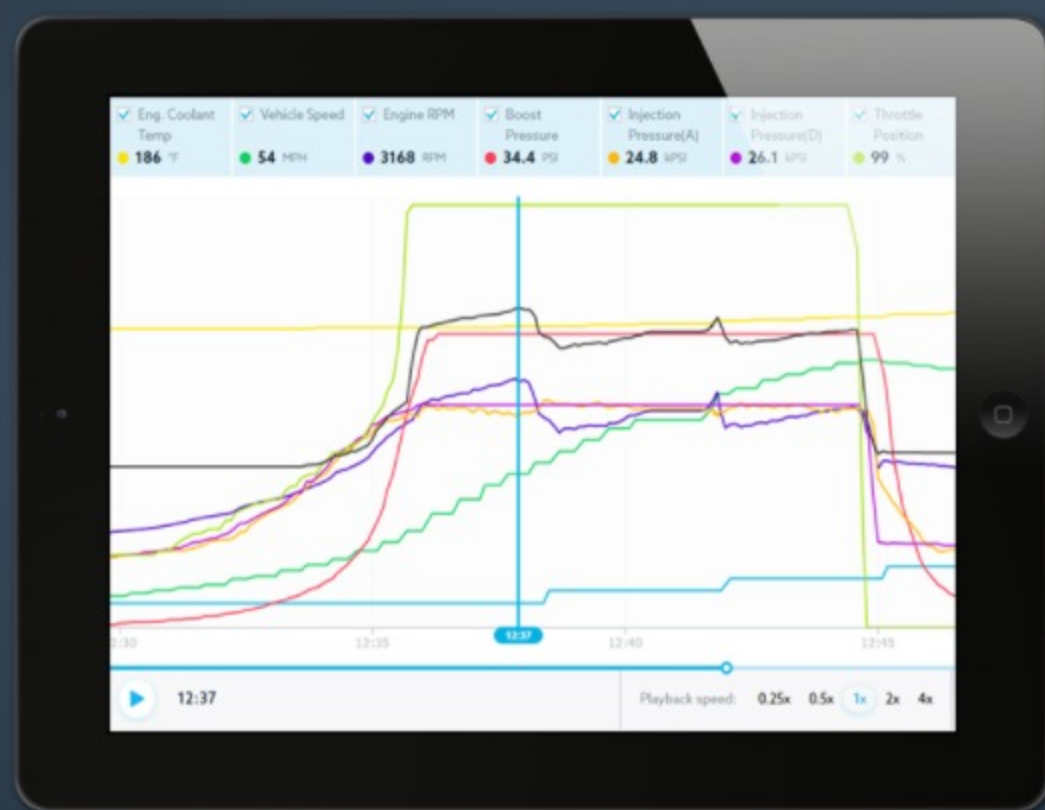 Eng. Coolant Temp
186 °F
Vehicle Speed
54 MPH
Engine RPM
3168 RPM
Boost Pressure
34.4 PSI
Injection Pressure(A)
24.8 kPSI
Injection Pressure(D)
26.1 kPSI
Throttle Position
99 %
2:30
12:35
12:37
12:40
12:45
12:37
Playback speed: 0.25x 0.5x 1x 2x 4x